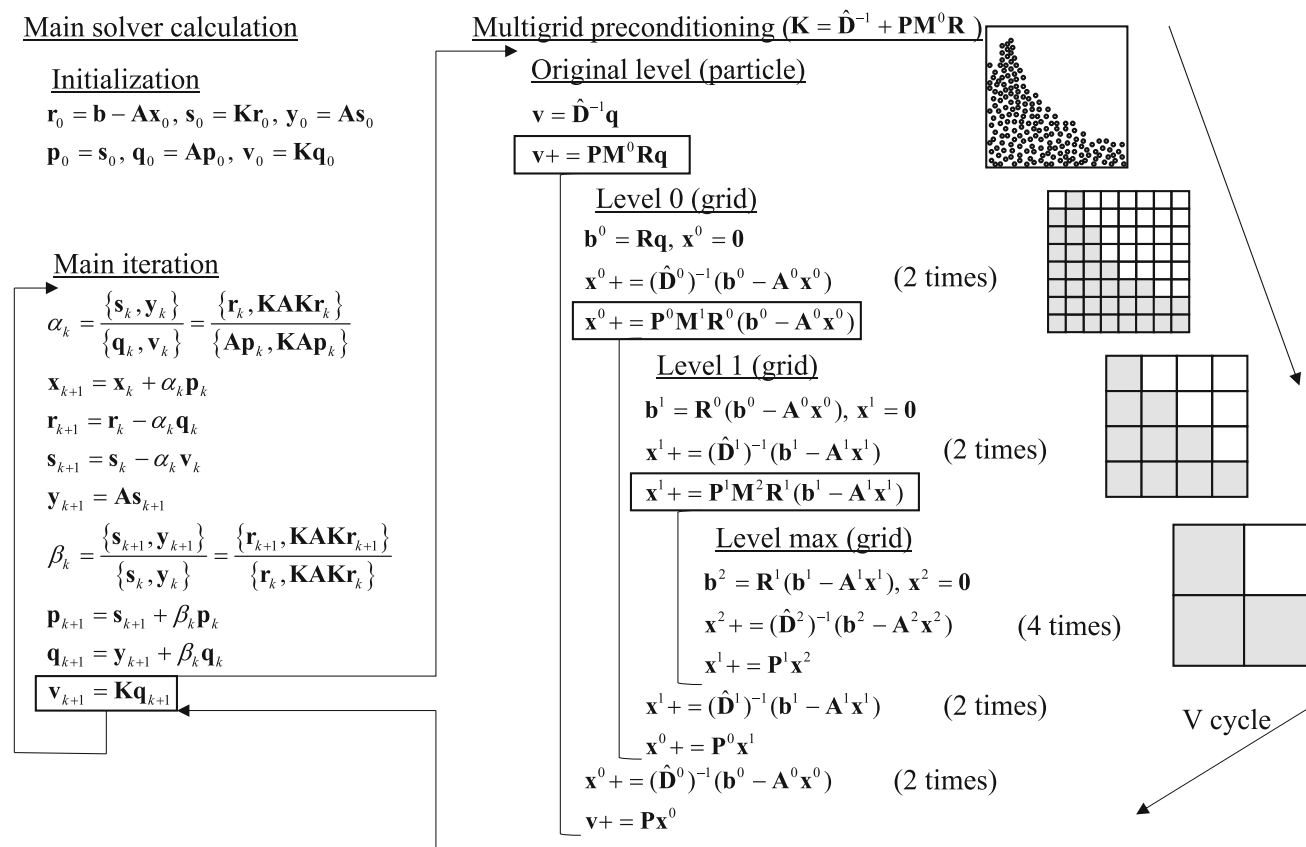 Main solver calculation
Initialization
r₀ = b − Ax₀, s₀ = Kr₀, y₀ = As₀
p₀ = s₀, q₀ = Ap₀, v₀ = Kq₀
Main iteration
αₖ = {sₖ, yₖ} / {qₖ, vₖ} = {rₖ, KAKrₖ} / {Apₖ, KApₖ}
xₖ₊₁ = xₖ + αₖpₖ
rₖ₊₁ = rₖ − αₖqₖ
sₖ₊₁ = sₖ − αₖvₖ
yₖ₊₁ = Asₖ₊₁
βₖ = {sₖ₊₁, yₖ₊₁} / {sₖ, yₖ} = {rₖ₊₁, KAKrₖ₊₁} / {rₖ, KAKrₖ}
pₖ₊₁ = sₖ₊₁ + βₖpₖ
qₖ₊₁ = yₖ₊₁ + βₖqₖ
vₖ₊₁ = Kqₖ₊₁
Multigrid preconditioning (K = D̂⁻¹ + PM⁰R )
Original level (particle)
v = D̂⁻¹q
v+ = PM⁰Rq
Level 0 (grid)
b⁰ = Rq, x⁰ = 0
x⁰+ = (D̂⁰)⁻¹(b⁰ − A⁰x⁰) (2 times)
x⁰+ = P⁰M¹R⁰(b⁰ − A⁰x⁰)
Level 1 (grid)
b¹ = R⁰(b⁰ − A⁰x⁰), x¹ = 0
x¹+ = (D̂¹)⁻¹(b¹ − A¹x¹) (2 times)
x¹+ = P¹M²R¹(b¹ − A¹x¹)
Level max (grid)
b² = R¹(b¹ − A¹x¹), x² = 0
x²+ = (D̂²)⁻¹(b² − A²x²) (4 times)
x¹+ = P¹x²
x¹+ = (D̂¹)⁻¹(b¹ − A¹x¹) (2 times)
x⁰+ = P⁰x¹
x⁰+ = (D̂⁰)⁻¹(b⁰ − A⁰x⁰) (2 times)
v+ = Px⁰
V cycle